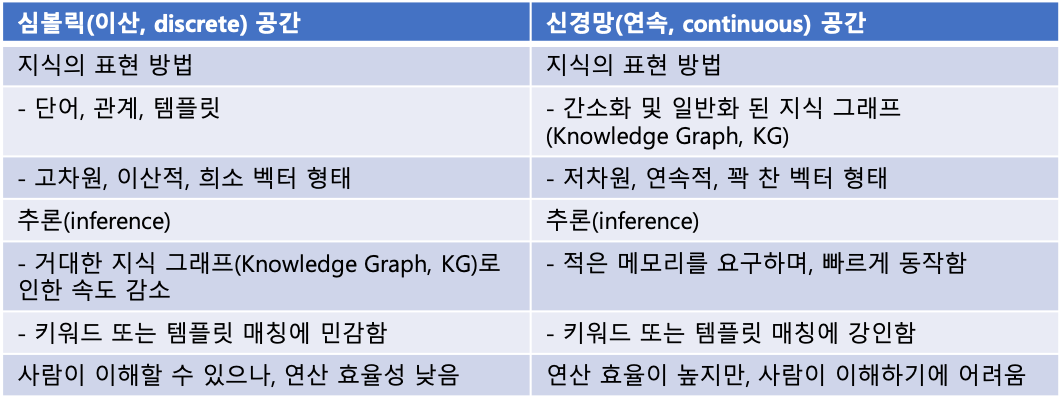 심볼릭(이산, discrete) 공간
신경망(연속, continuous) 공간
지식의 표현 방법
지식의 표현 방법
- 단어, 관계, 템플릿
- 간소화 및 일반화 된 지식 그래프
(Knowledge Graph, KG)
- 고차원, 이산적, 희소 벡터 형태
- 저차원, 연속적, 꽉 찬 벡터 형태
추론(inference)
추론(inference)
- 거대한 지식 그래프(Knowledge Graph, KG)로
인한 속도 감소
- 적은 메모리를 요구하며, 빠르게 동작함
- 키워드 또는 템플릿 매칭에 민감함
- 키워드 또는 템플릿 매칭에 강인함
사람이 이해할 수 있으나, 연산 효율성 낮음
연산 효율이 높지만, 사람이 이해하기에 어려움